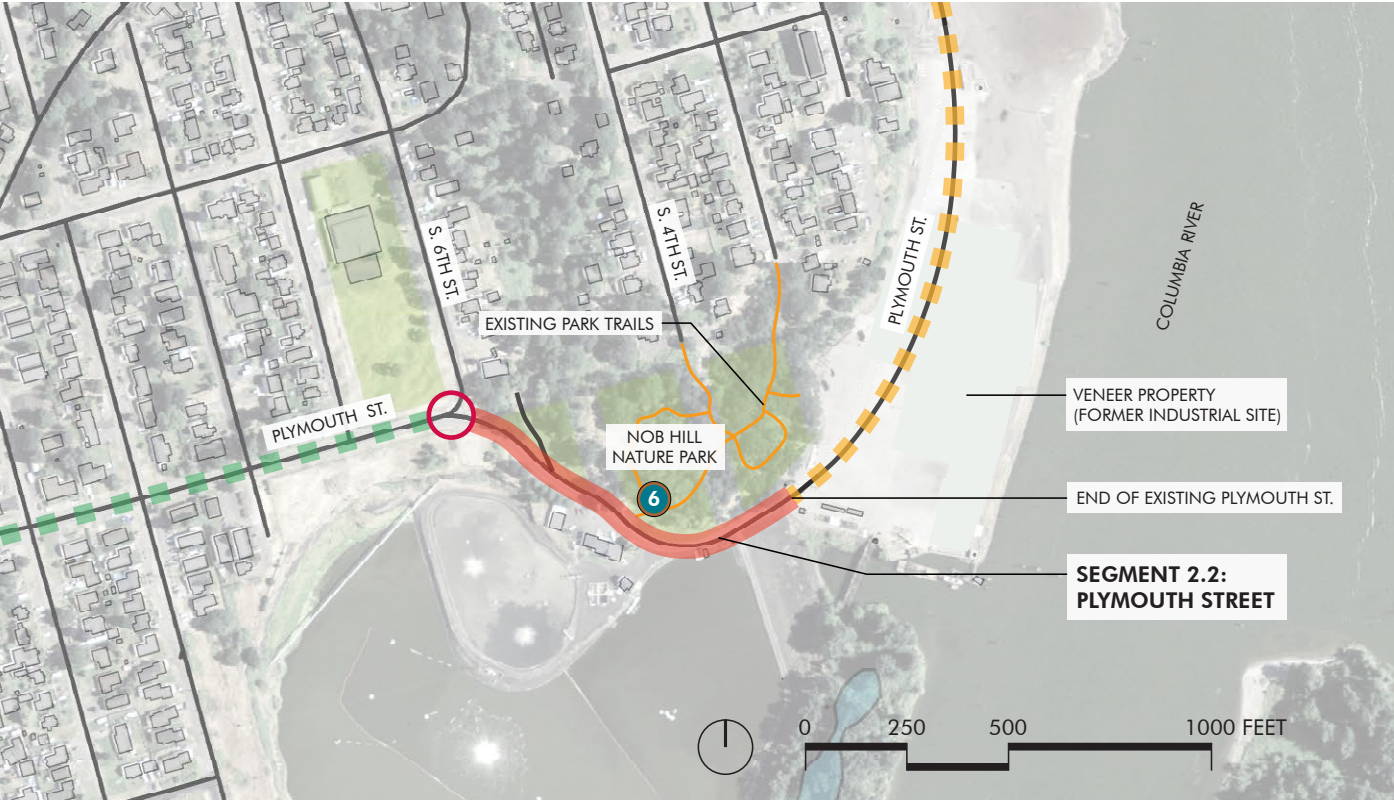 S. 6TH ST.
S. 4TH ST.
PLYMOUTH ST.
COLUMBIA RIVER
EXISTING PARK TRAILS
VENEER PROPERTY
(FORMER INDUSTRIAL SITE)
PLYMOUTH ST.
NOB HILL
NATURE PARK
6
END OF EXISTING PLYMOUTH ST.
SEGMENT 2.2:
PLYMOUTH STREET
0 250 500 1000 FEET